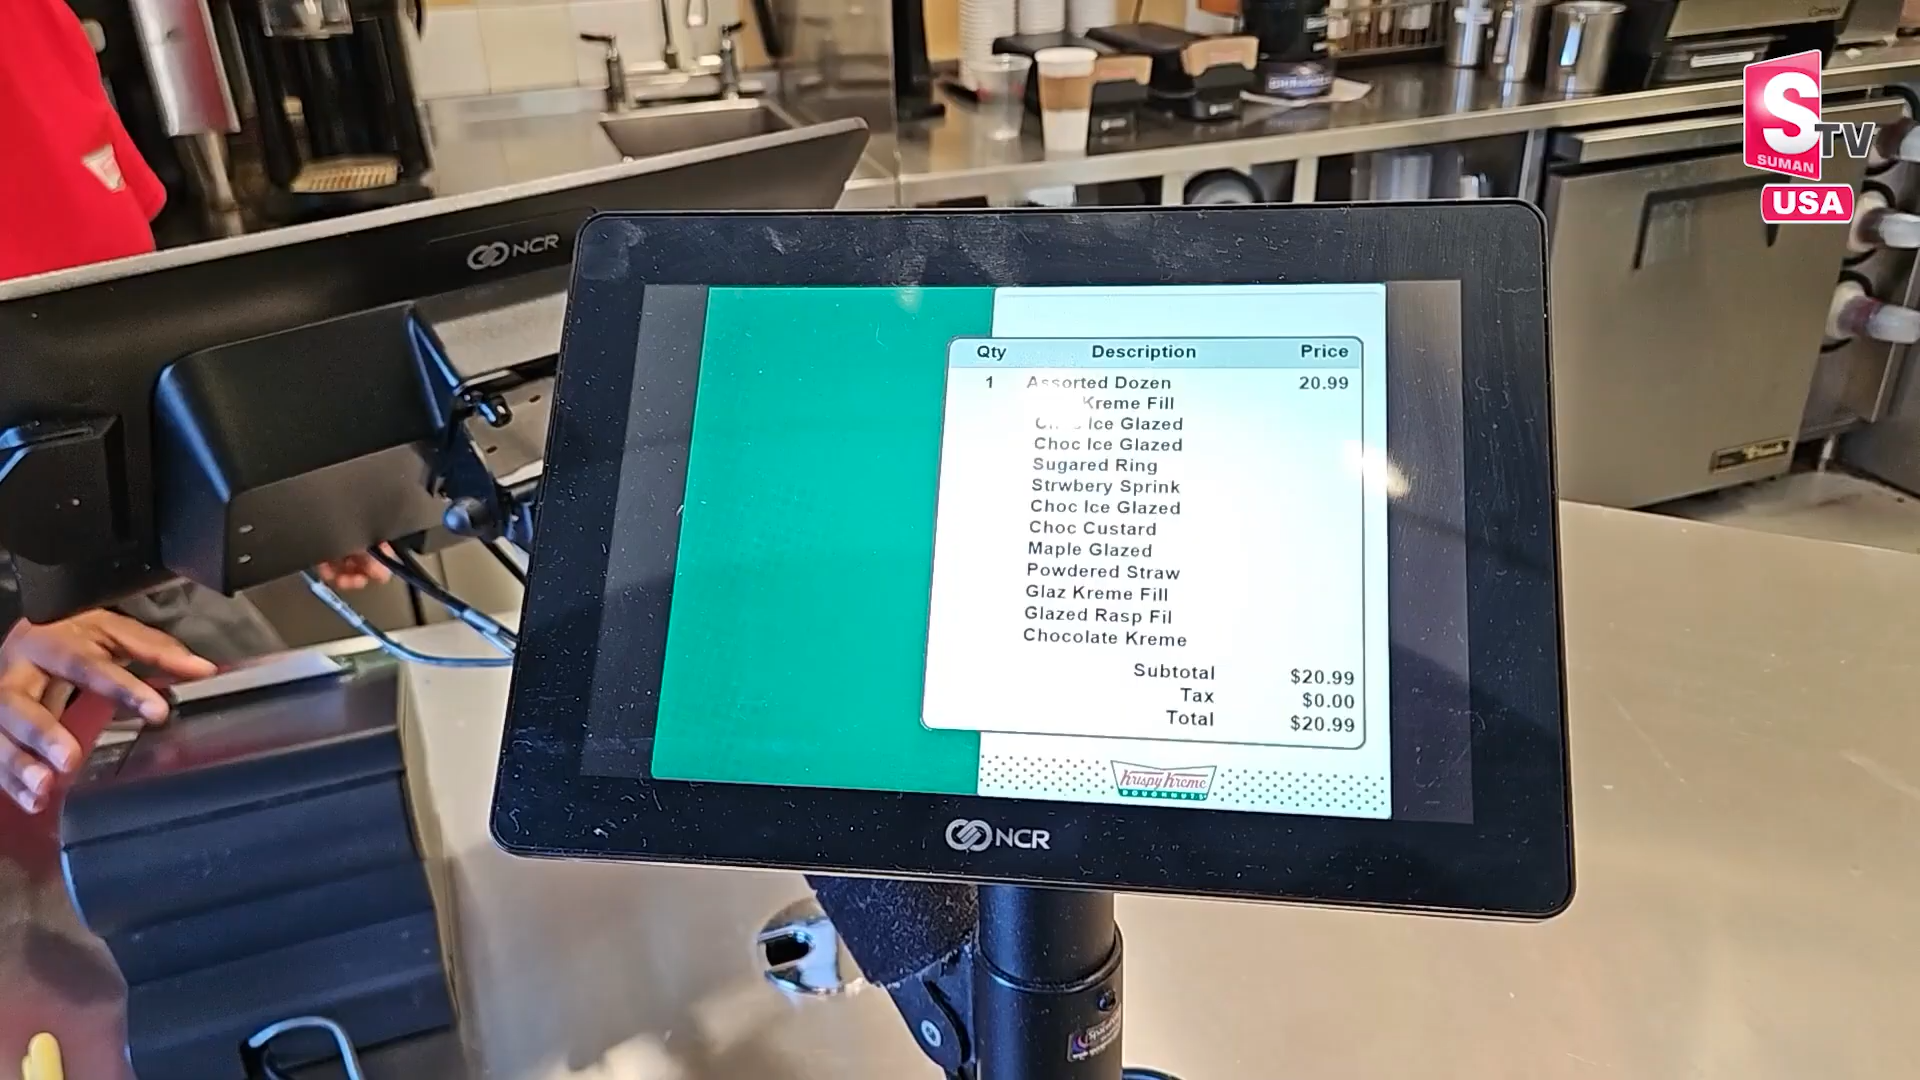 S
TV
SUMAN
USA
NCR
Qty Description Price
1 Assorted Dozen 20.99
Kreme Fill
Ice Glazed
Choc Ice Glazed
Sugared Ring
Strwbery Sprink
Choc Ice Glazed
Choc Custard
Maple Glazed
Powdered Straw
Glaz Kreme Fill
Glazed Rasp Fil
Chocolate Kreme
Subtotal $20.99
Tax $0.00
Total $20.99
Krispy Kreme
DOUGHNUTS
NCR